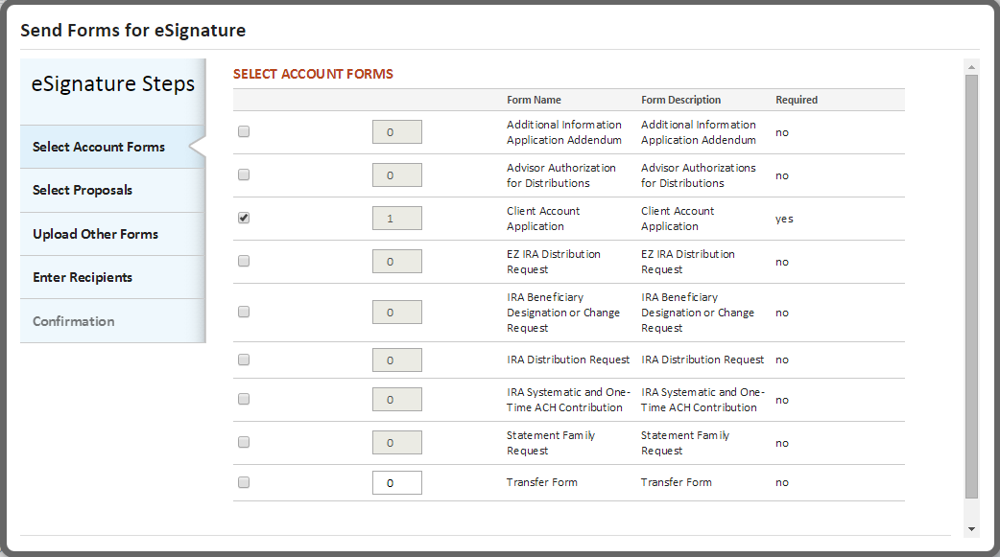 Send Forms for eSignature
eSignature Steps
Select Account Forms
Select Proposals
Upload Other Forms
Enter Recipients
Confirmation
SELECT ACCOUNT FORMS
Form Name Form Description Required
0 Additional Information Additional Information no
Application Addendum Application Addendum
0 Advisor Authorization Advisor Authorizations no
for Distributions for Distributions
1 Client Account Client Account yes
Application Application
0 EZ IRA Distribution EZ IRA Distribution no
Request Request
IRA Beneficiary IRA Beneficiary
0 Designation or Change Designation or Change no
Request Request
0 IRA Distribution Request IRA Distribution Request no
0 IRA Systematic and One- IRA Systematic and One- no
Time ACH Contribution Time ACH Contribution
0 Statement Family Statement Family no
Request Request
0 Transfer Form Transfer Form no